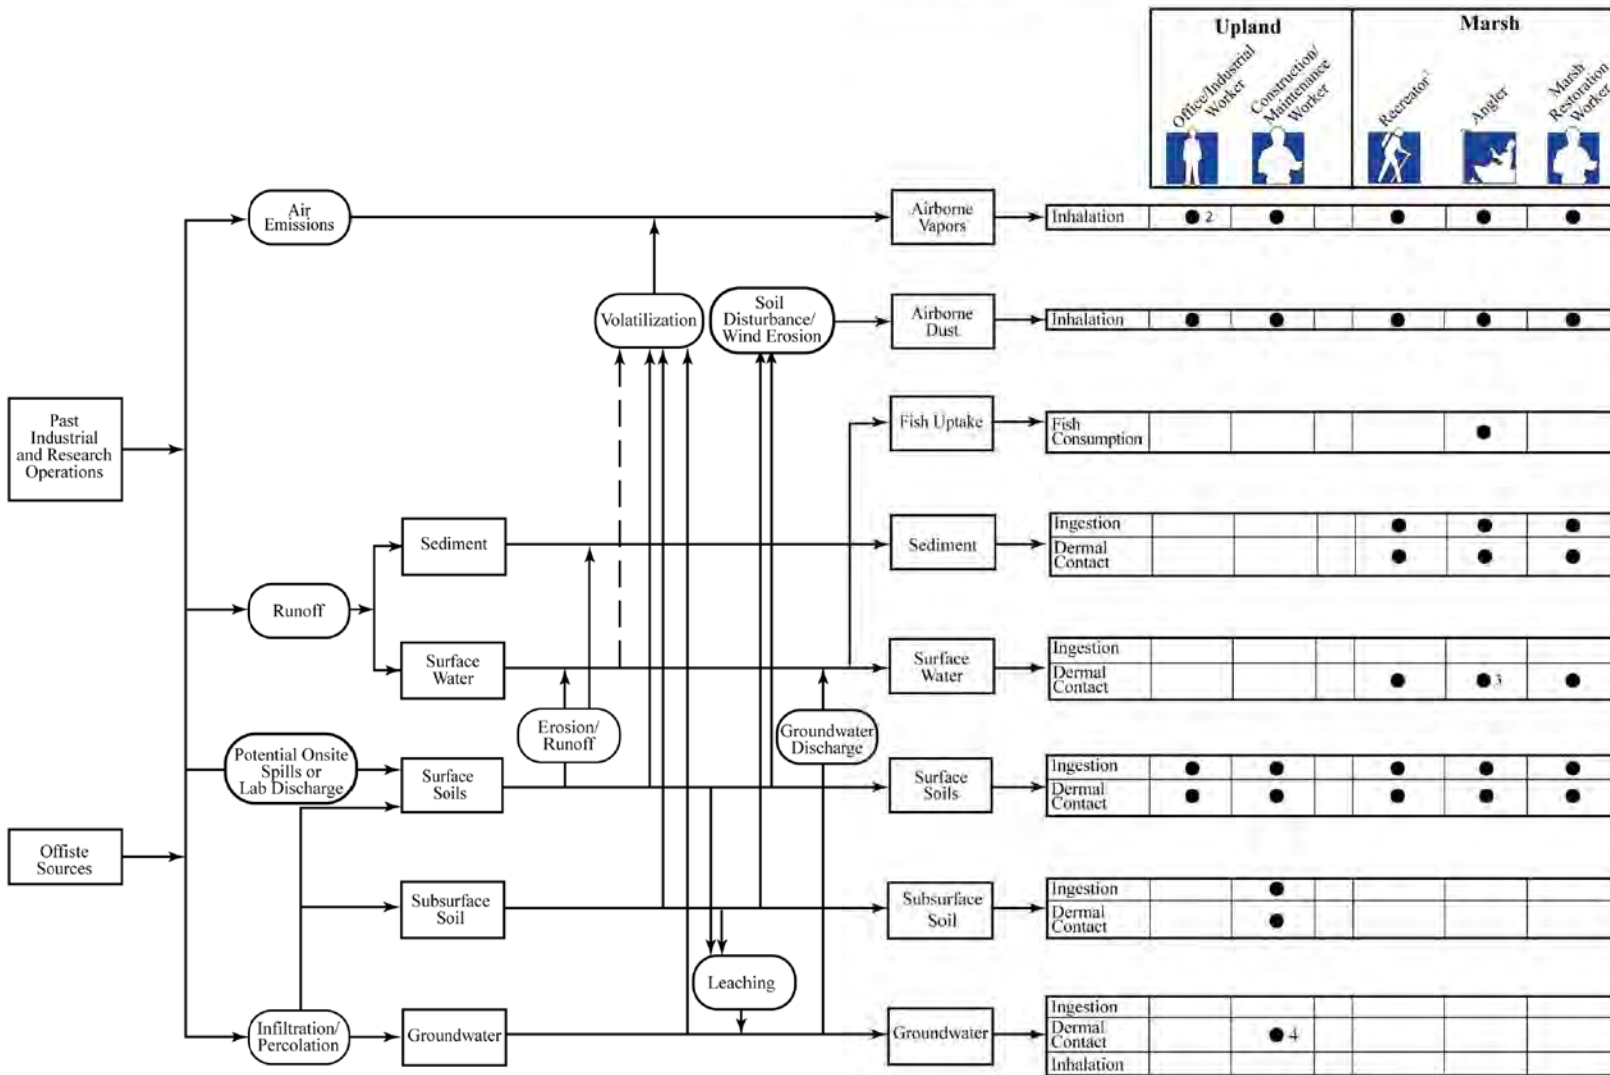 Upland
Marsh
Office/Industrial
Worker
Construction/
Maintenance
Worker
Recreator
Angler
Marsh
Restoration
Worker
Air
Emissions
Airborne
Vapors
Inhalation
2
Volatilization
Soil
Disturbance/
Wind Erosion
Airborne
Dust
Inhalation
Past
Industrial
and Research
Operations
Fish Uptake
Fish
Consumption
Sediment
Sediment
Ingestion
Dermal
Contact
Runoff
Surface
Water
Surface
Water
Ingestion
Dermal
Contact
3
Erosion/
Runoff
Groundwater
Discharge
Potential Onsite
Spills or
Lab Discharge
Surface
Soils
Surface
Soils
Ingestion
Dermal
Contact
Offiste
Sources
Subsurface
Soil
Subsurface
Soil
Ingestion
Dermal
Contact
Leaching
Infiltration/
Percolation
Groundwater
Groundwater
Ingestion
Dermal
Contact
4
Inhalation